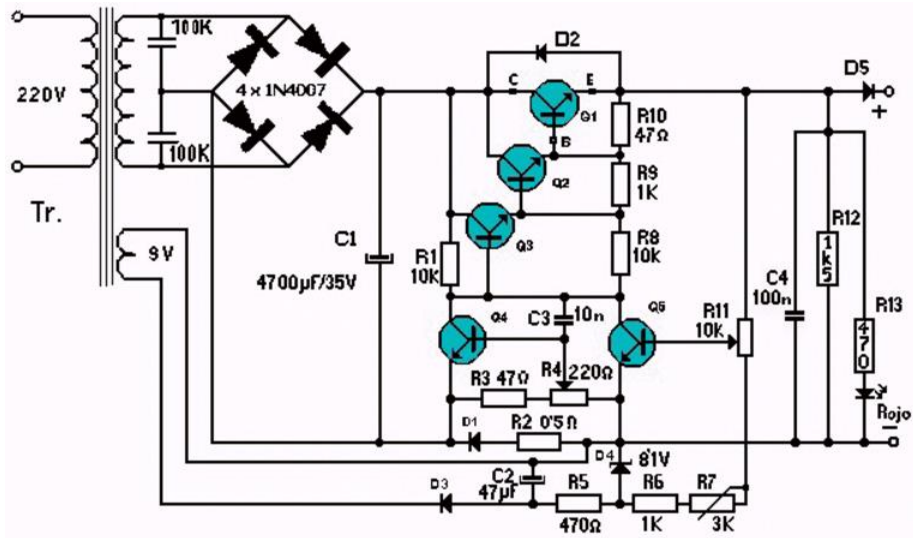 100K
220V
4 x 1N4007
100K
Tr.
9V
C1
4700µF/35V
D2
D5
+
C
E
Q1
B
Q2
Q3
R10
47Ω
R9
1K
R8
10K
R1
10K
Q4
C3
10n
Q5
R11
10K
C4
100n
R12
1k5
R13
470
Rojo
−
R3 47Ω
R4
220Ω
R2 0'5Ω
D1
D4
8'1V
D3
C2
47µF
R5
470Ω
R6
1K
R7
3K